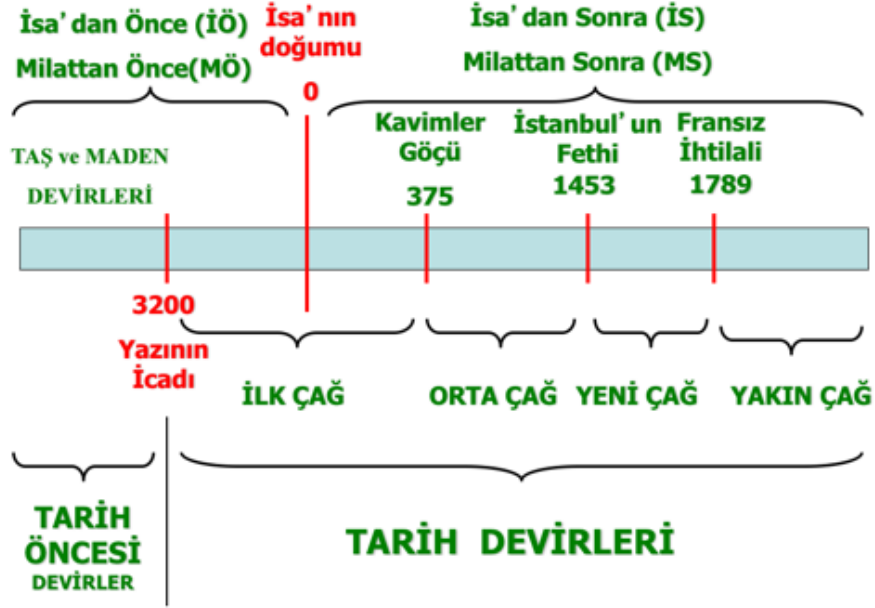 İsa'dan Önce (İÖ)
Milattan Önce(MÖ)
İsa'nın
doğumu
0
İsa'dan Sonra (İS)
Milattan Sonra (MS)
TAŞ ve MADEN
DEVİRLERİ
Kavimler
Göçü
375
İstanbul'un
Fethi
1453
Fransız
İhtilali
1789
3200
Yazının
İcadı
İLK ÇAĞ
ORTA ÇAĞ
YENİ ÇAĞ
YAKIN ÇAĞ
TARİH
ÖNCESİ
DEVİRLER
TARİH DEVİRLERİ